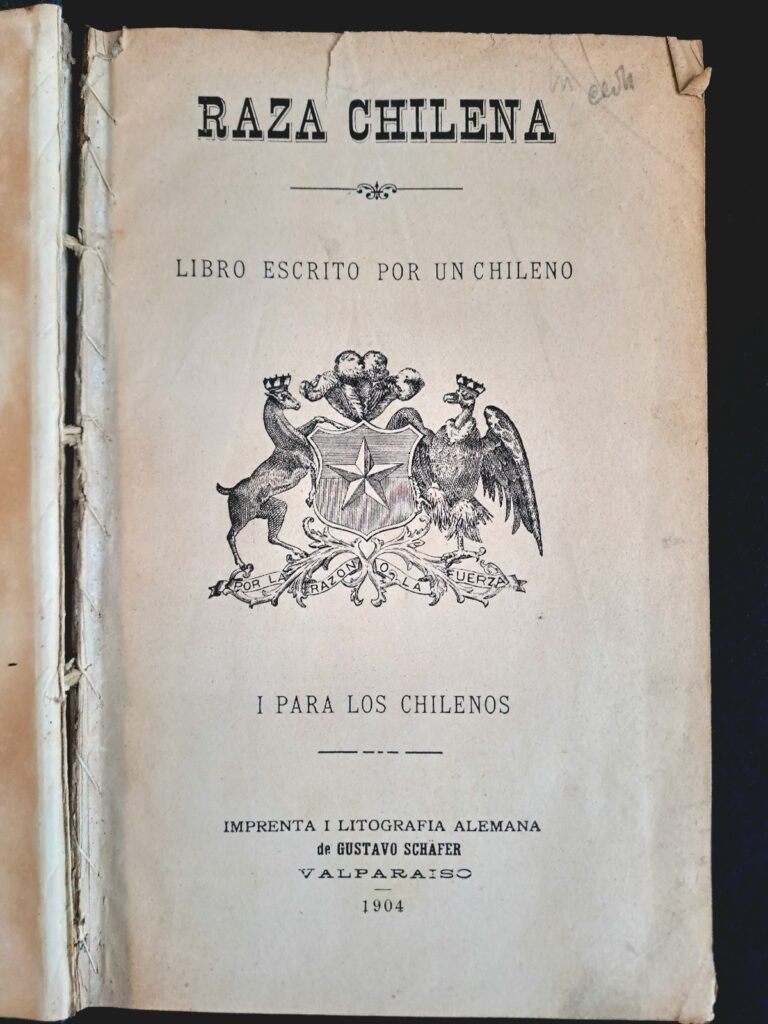 RAZA CHILENA
LIBRO ESCRITO POR UN CHILENO
POR LA RAZON O LA FUERZA
I PARA LOS CHILENOS
IMPRENTA I LITOGRAFIA ALEMANA
de GUSTAVO SCHÄFER
VALPARAISO
1904